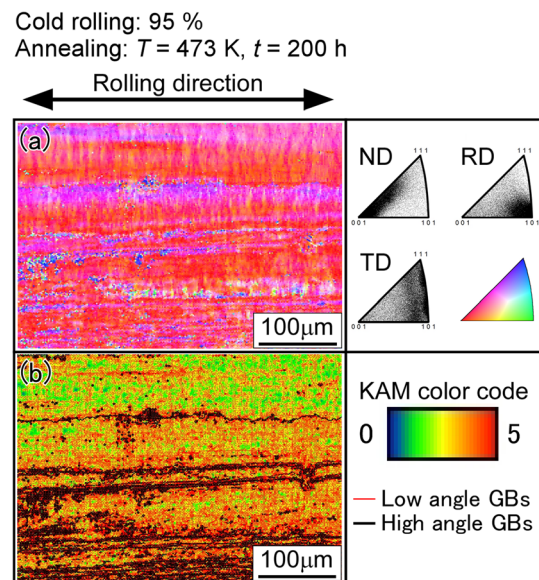 Cold rolling: 95 %
Annealing: T = 473 K, t = 200 h
Rolling direction
(a)
100μm
ND
111
001
101
RD
111
001
101
TD
111
001
101
(b)
100μm
KAM color code
0
5
Low angle GBs
High angle GBs